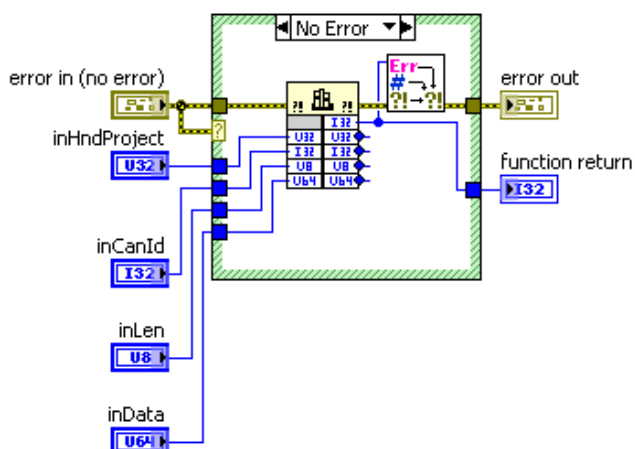 No Error
error in (no error)
Err
#
?!→?!
error out
?! ?!
I32
?
inHndProject
U32 U32
function return
U32
I32 I32
I32
U8 U8
U64 U64
inCanId
I32
inLen
U8
inData
U64